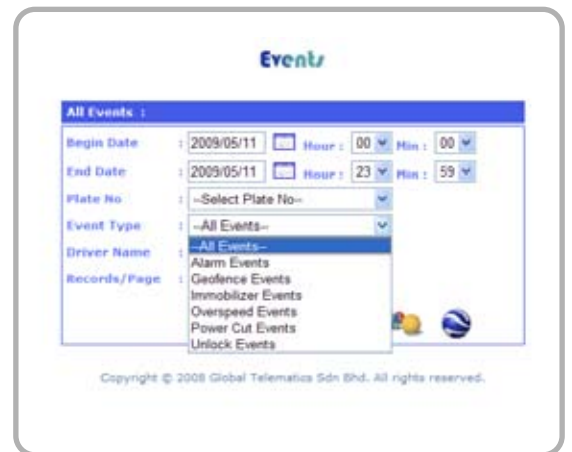 Events
All Events :
Begin Date : 2009/05/11 Hour : 00 Min : 00
End Date : 2009/05/11 Hour : 23 Min : 59
Plate No : --Select Plate No--
Event Type : --All Events--
Driver Name :
--All Events--
Alarm Events
Records/Page :
Geofence Events
Immobilizer Events
Overspeed Events
Power Cut Events
Unlock Events
Copyright © 2008 Global Telematics Sdn Bhd. All rights reserved.